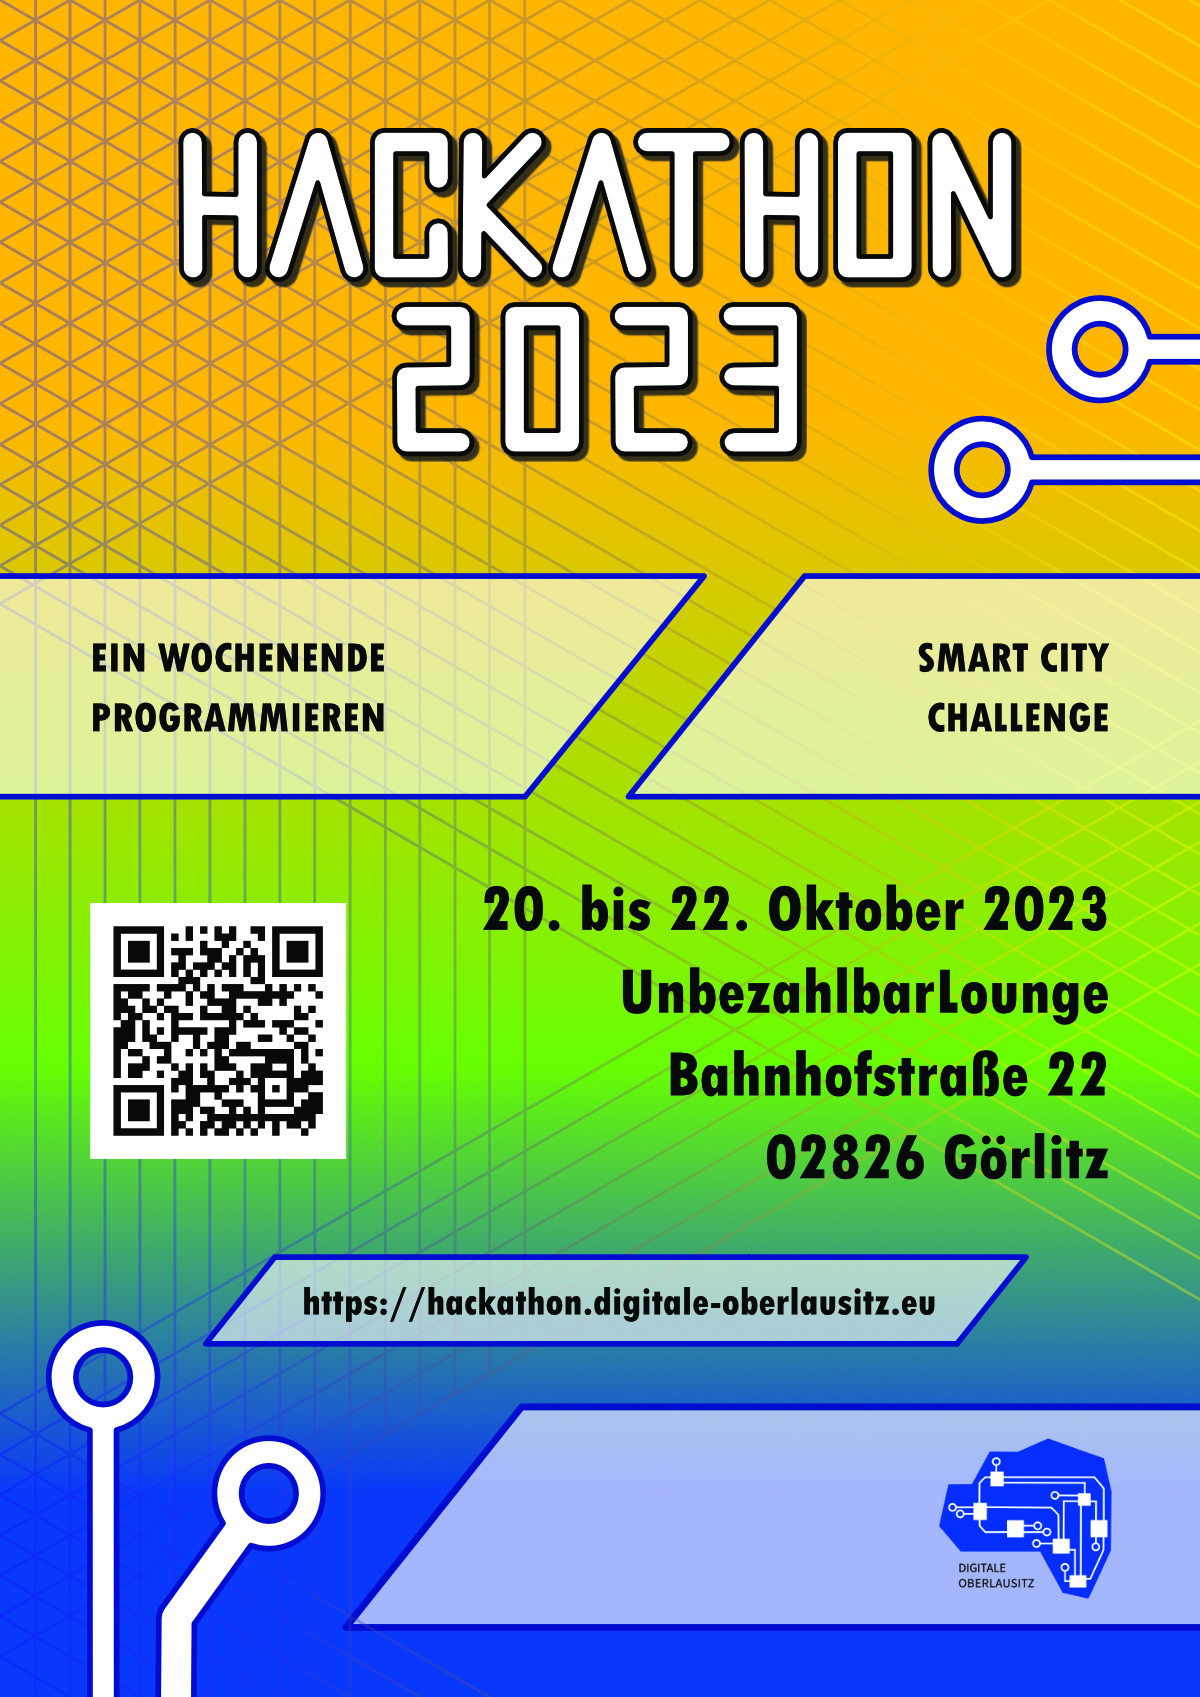 HACKATHON
2023
EIN WOCHENENDE
PROGRAMMIEREN
SMART CITY
CHALLENGE
20. bis 22. Oktober 2023
UnbezahlbarLounge
Bahnhofstraße 22
02826 Görlitz
https://hackathon.digitale-oberlausitz.eu
DIGITALE
OBERLAUSITZ